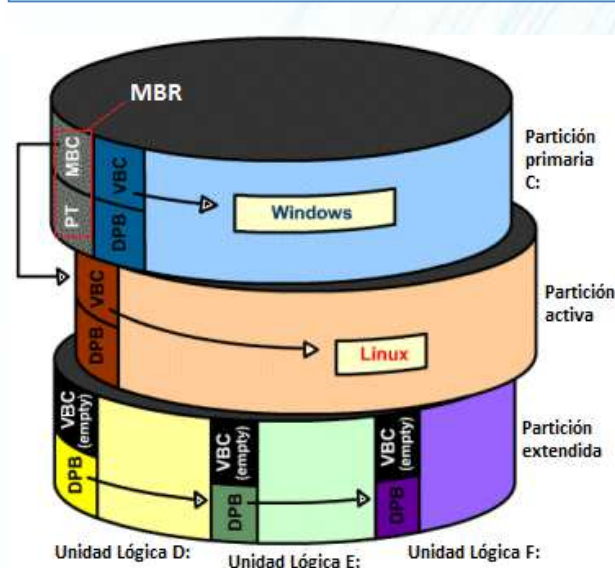 MBR
MBC
PT
VBC
DPB
Windows
Partición
primaria
C:
VBC
DPB
Linux
Partición
activa
VBC
(empty)
DPB
VBC
(empty)
DPB
VBC
(empty)
DPB
Partición
extendida
Unidad Lógica D:
Unidad Lógica E:
Unidad Lógica F: